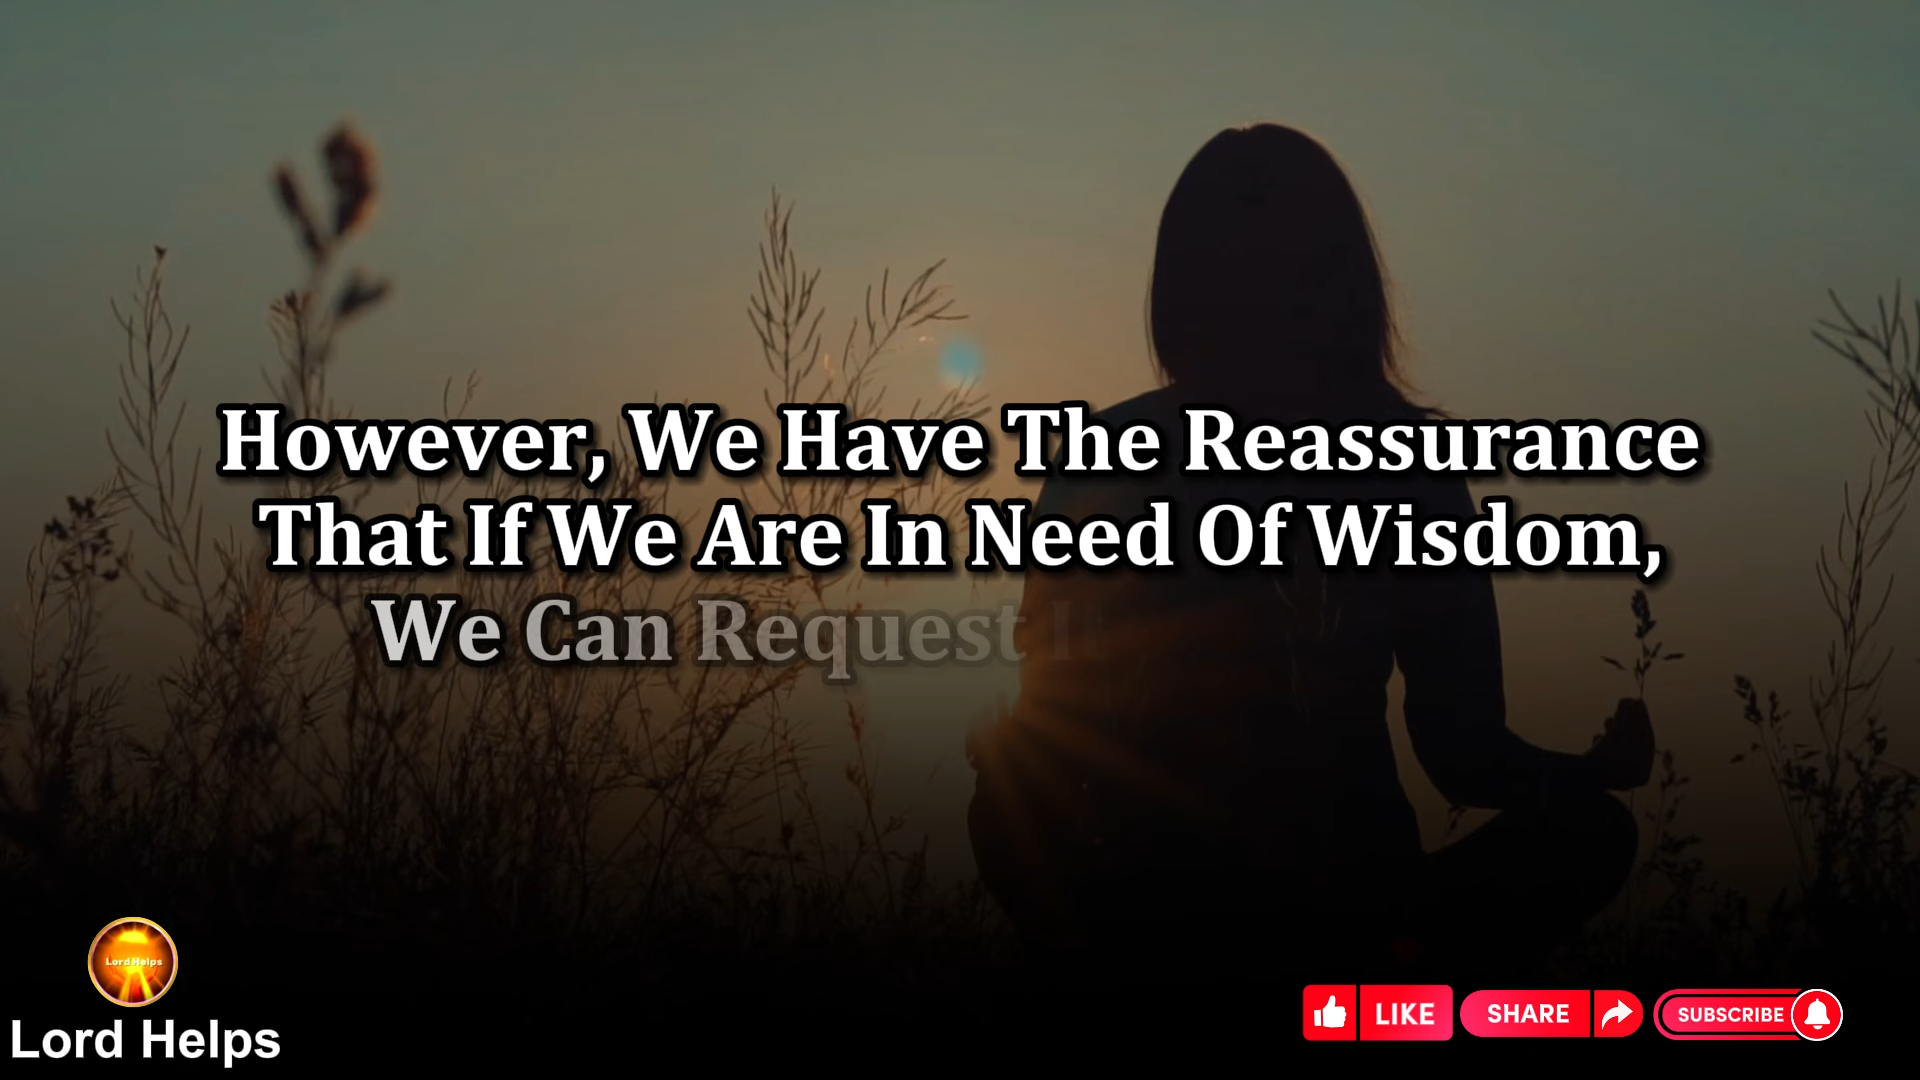 However, We Have The Reassurance
That If We Are In Need Of Wisdom,
We Can Request It
Lord Helps
Lord Helps
LIKE
SHARE
SUBSCRIBE